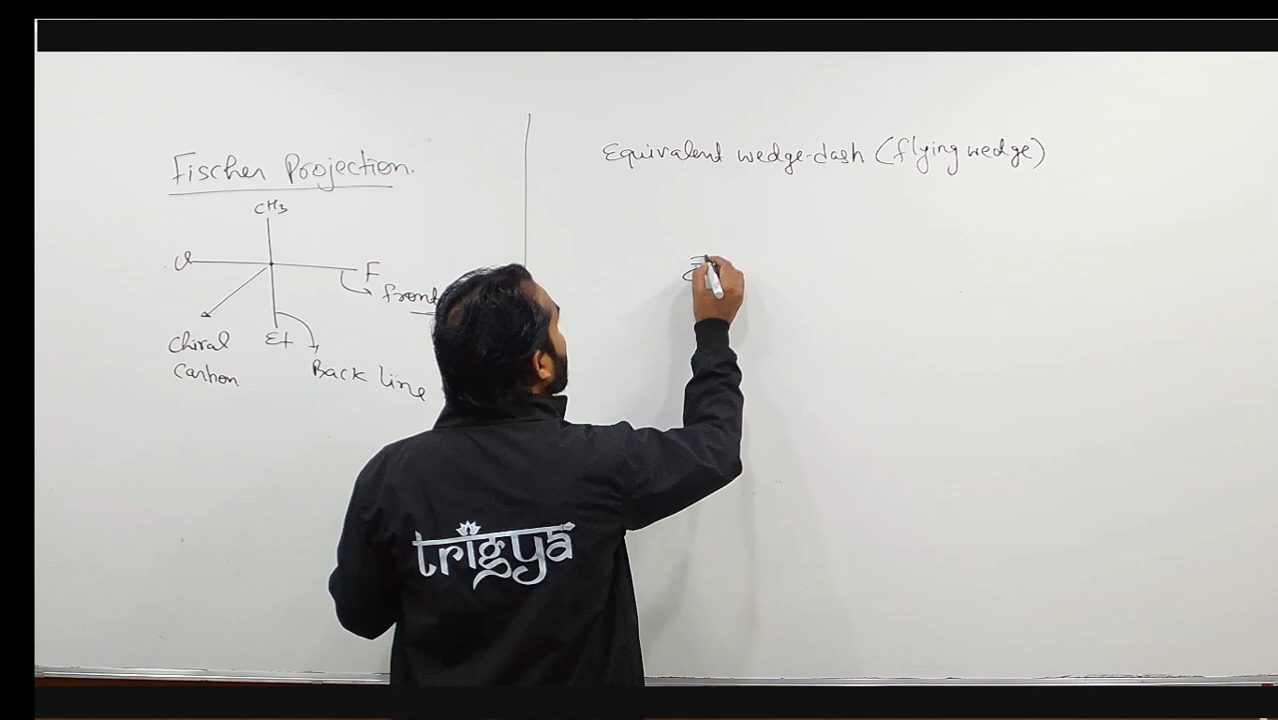 Fischer Projection.
CH3
Cl
F
front
Chiral
Carbon
Et
Back line
Equivalent wedge-dash (flying wedge)
trigya